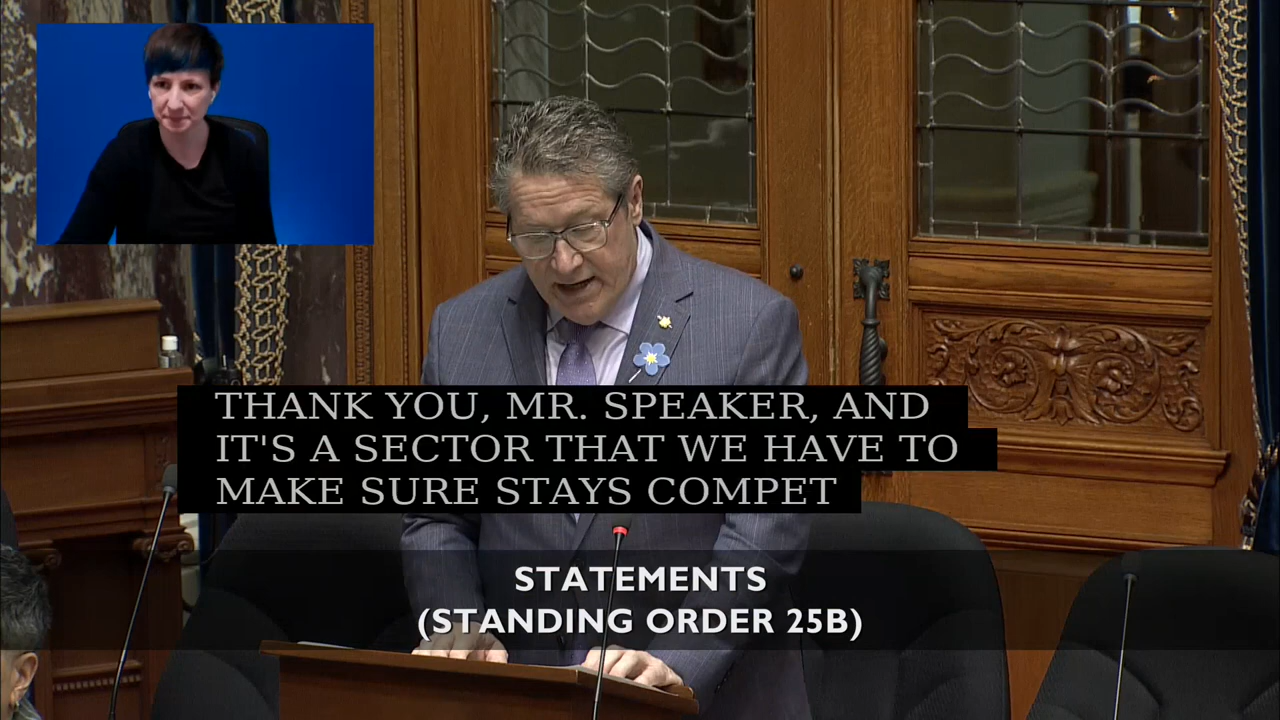 THANK YOU, MR. SPEAKER, AND
IT'S A SECTOR THAT WE HAVE TO
MAKE SURE STAYS COMPET
STATEMENTS
(STANDING ORDER 25B)